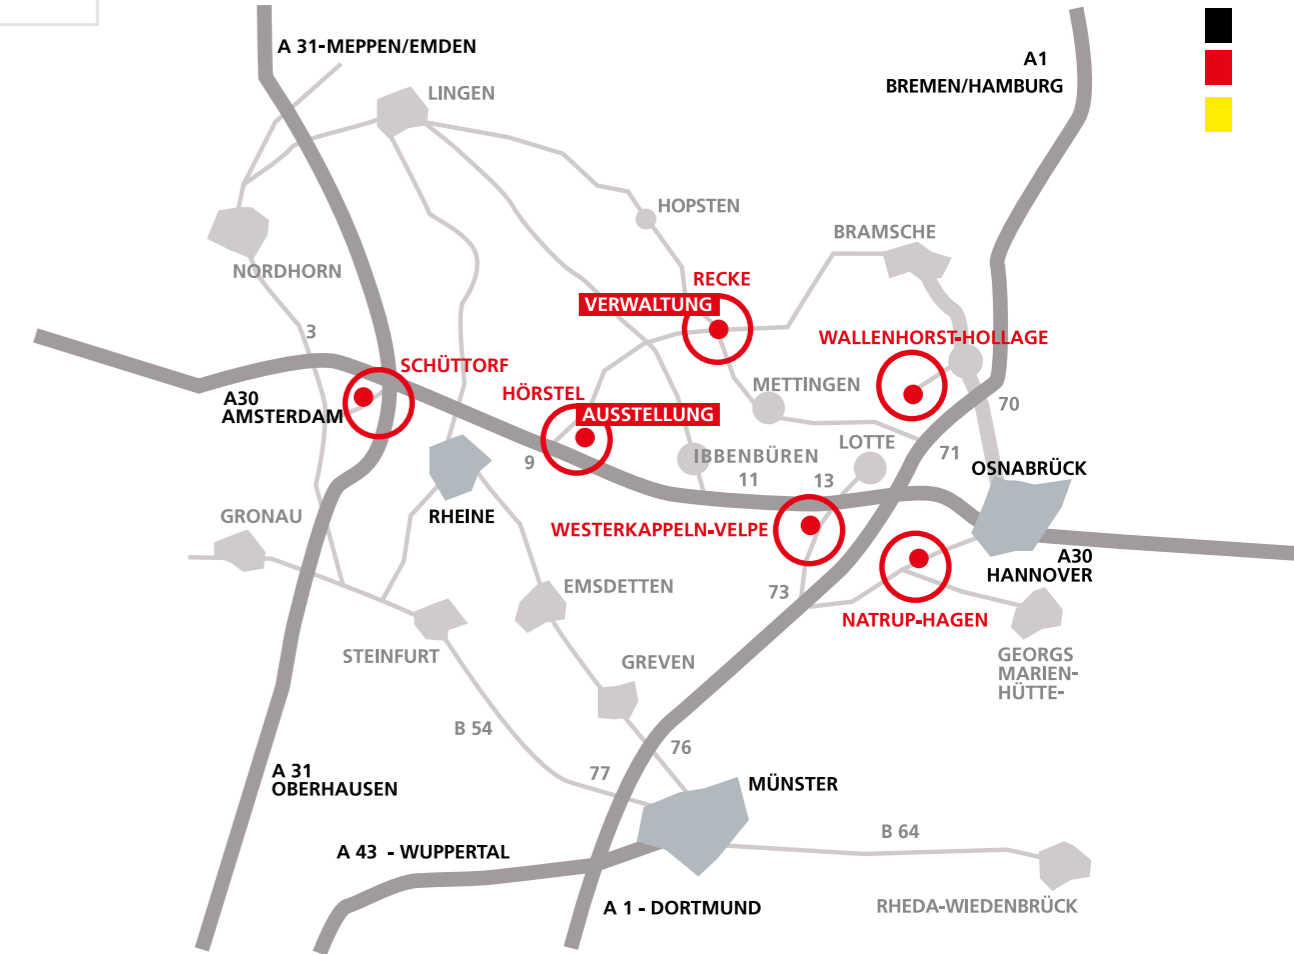 A 31-MEPPEN/EMDEN
A1
BREMEN/HAMBURG
LINGEN
HOPSTEN
BRAMSCHE
NORDHORN
RECKE
VERWALTUNG
3
WALLENHORST-HOLLAGE
SCHÜTTORF
METTINGEN
HÖRSTEL
A30
AMSTERDAM
AUSSTELLUNG
70
LOTTE
71
IBBENBÜREN
9
OSNABRÜCK
11
13
GRONAU
RHEINE
WESTERKAPPELN-VELPE
A30
HANNOVER
EMSDETTEN
73
NATRUP-HAGEN
STEINFURT
GREVEN
GEORGS
MARIEN-
HÜTTE-
B 54
76
A 31
OBERHAUSEN
77
MÜNSTER
B 64
A 43 - WUPPERTAL
A 1 - DORTMUND
RHEDA-WIEDENBRÜCK